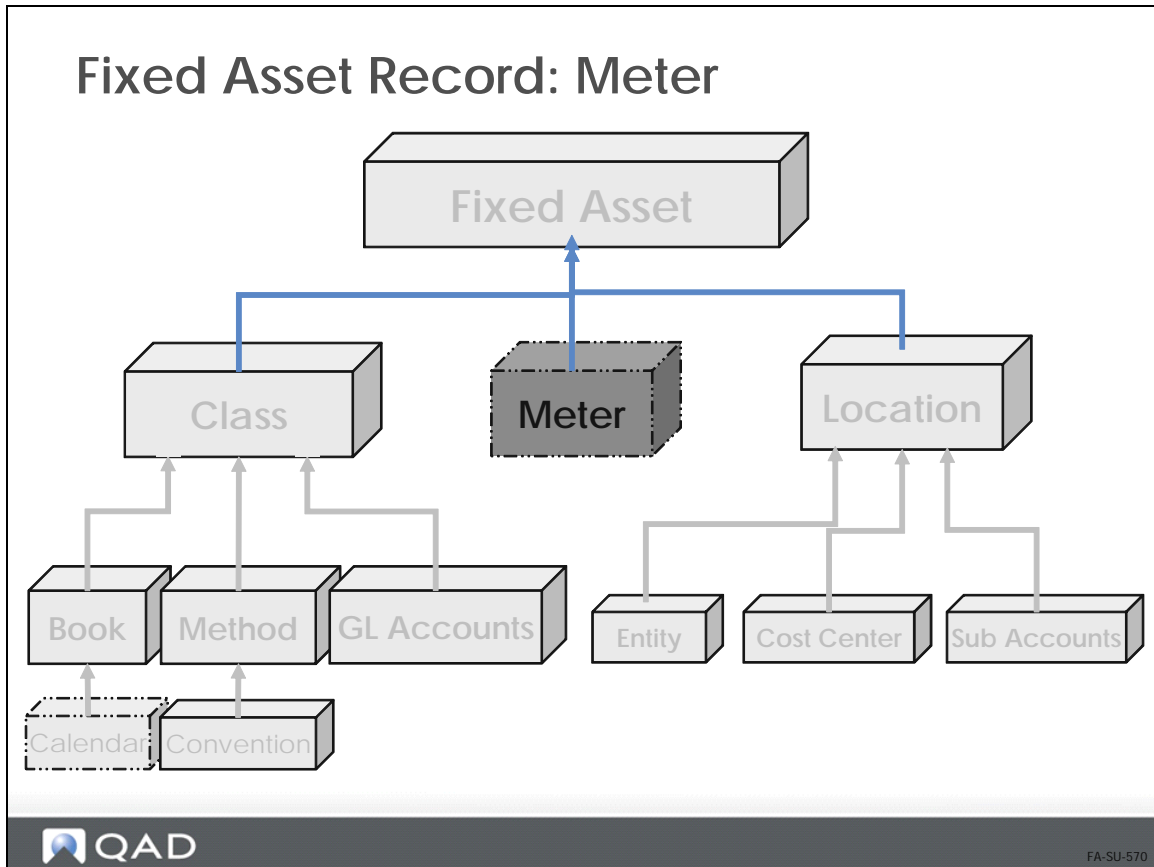 Fixed Asset Record: Meter
Fixed Asset
Class
Meter
Location
Book
Method
GL Accounts
Entity
Cost Center
Sub Accounts
Calendar
Convention
QAD
FA-SU-570